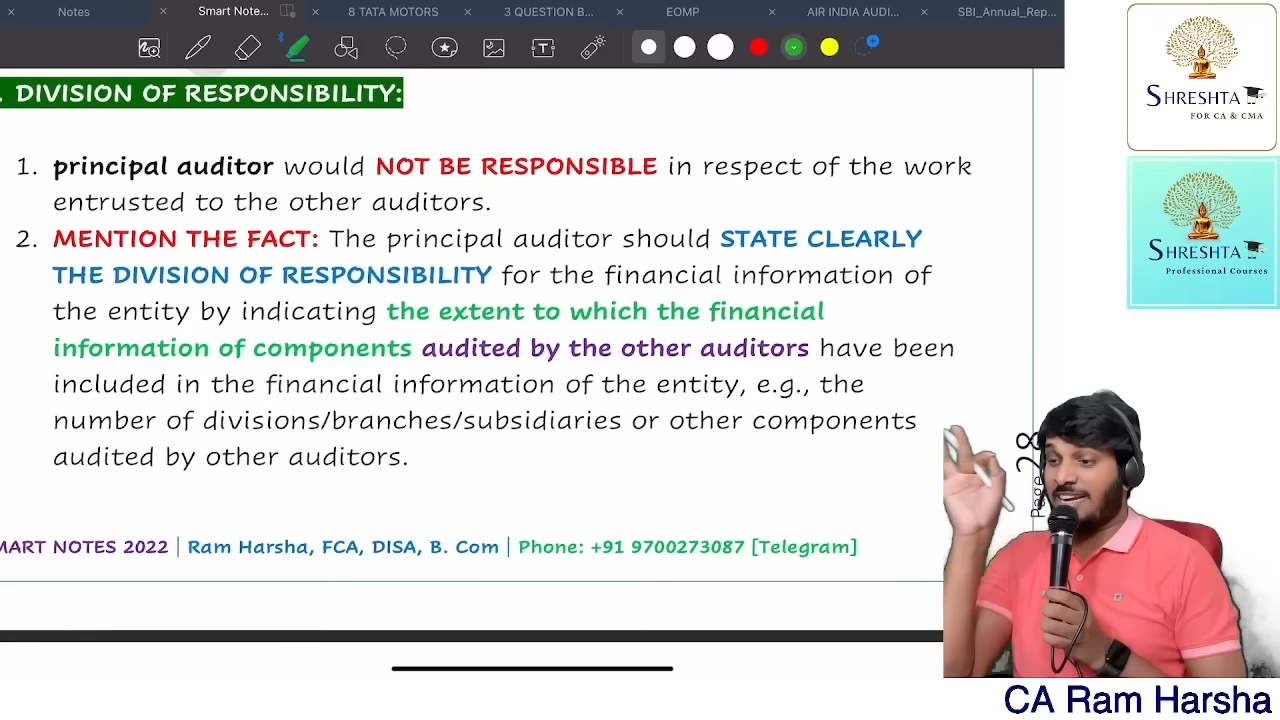 Notes
Smart Note...
8 TATA MOTORS
3 QUESTION B...
EOMP
AIR INDIA AUDI...
SBI_Annual_Rep...
. DIVISION OF RESPONSIBILITY:
1. principal auditor would NOT BE RESPONSIBLE in respect of the work
entrusted to the other auditors.
2. MENTION THE FACT: The principal auditor should STATE CLEARLY
THE DIVISION OF RESPONSIBILITY for the financial information of
the entity by indicating the extent to which the financial
information of components audited by the other auditors have been
included in the financial information of the entity, e.g., the
number of divisions/branches/subsidiaries or other components
audited by other auditors.
MART NOTES 2022 | Ram Harsha, FCA, DISA, B. Com | Phone: +91 9700273087 [Telegram]
Page 28
SHRESHTA
FOR CA & CMA
SHRESHTA
Professional Courses
CA Ram Harsha